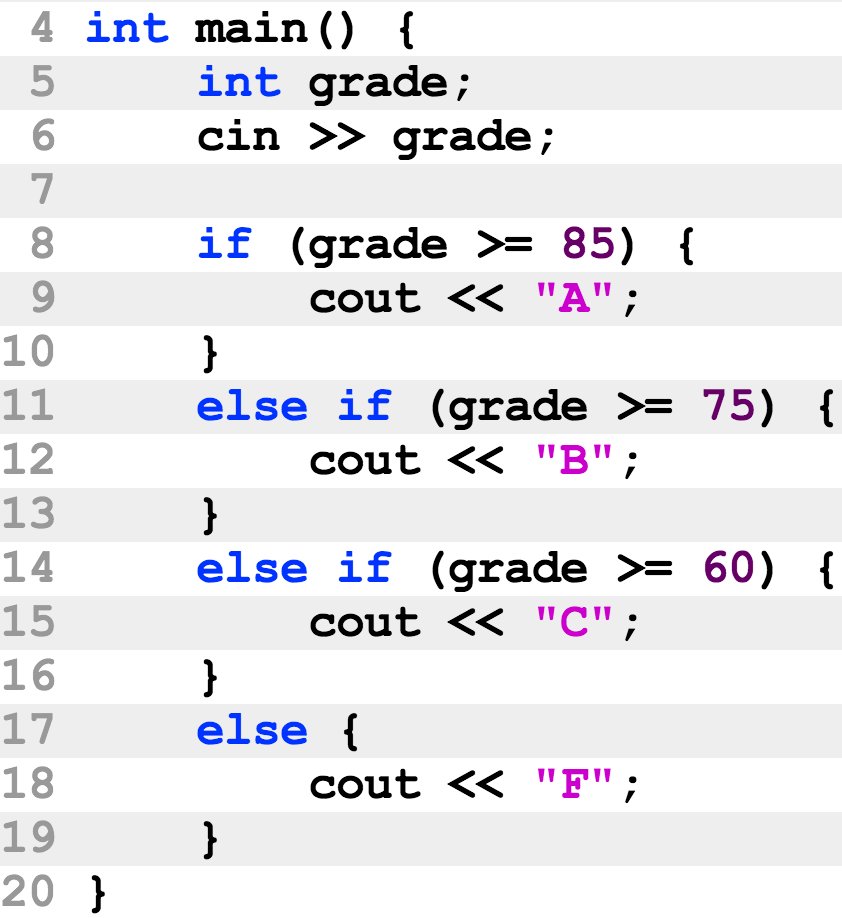 4 int main() {
5     int grade;
6     cin >> grade;
7
8     if (grade >= 85) {
9         cout << "A";
10     }
11     else if (grade >= 75) {
12         cout << "B";
13     }
14     else if (grade >= 60) {
15         cout << "C";
16     }
17     else {
18         cout << "F";
19     }
20 }